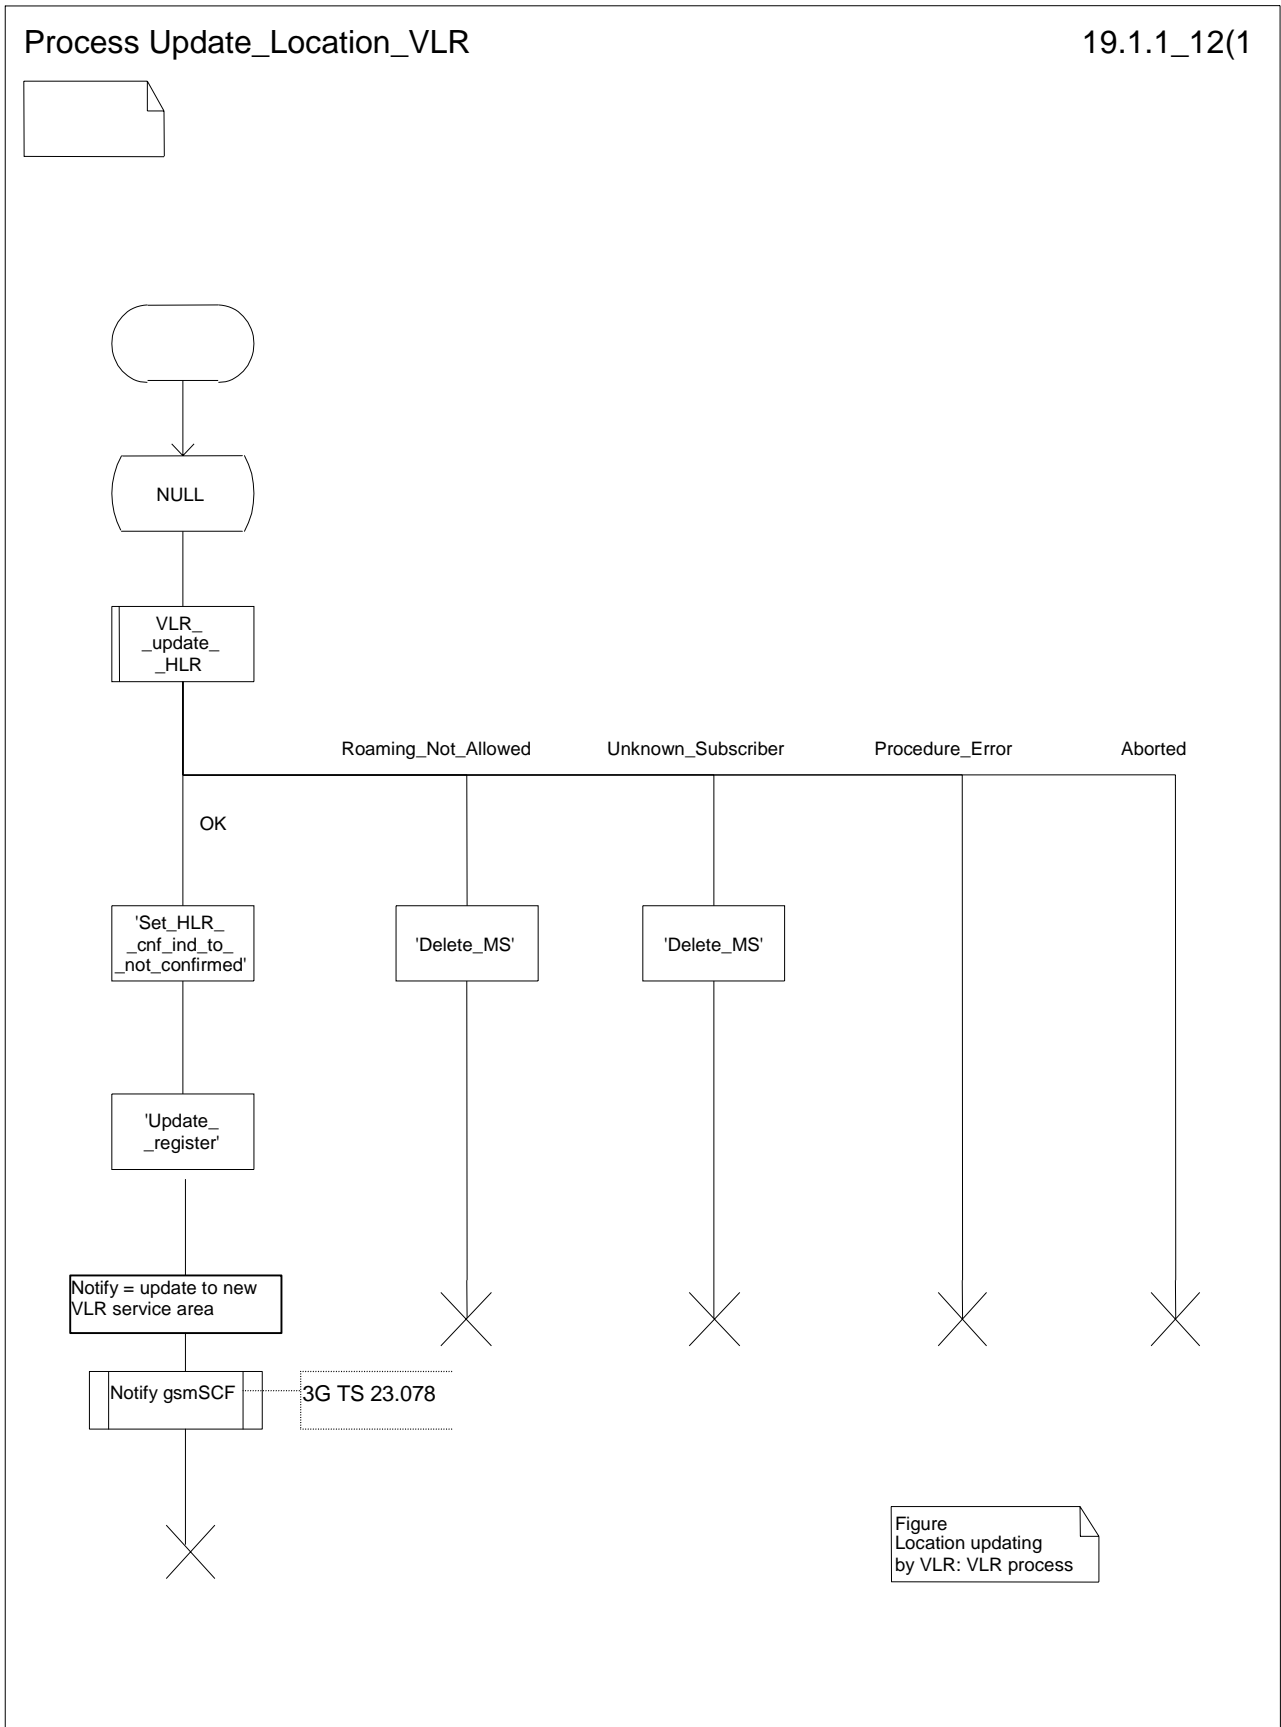 Process Update_Location_VLR
19.1.1_12(1
NULL
VLR_
_update_
_HLR
Roaming_Not_Allowed
Unknown_Subscriber
Procedure_Error
Aborted
OK
'Set_HLR_
_cnf_ind_to_
_not_confirmed'
'Delete_MS'
'Delete_MS'
'Update_
_register'
Notify = update to new
VLR service area
Notify gsmSCF
3G TS 23.078
Figure
Location updating
by VLR: VLR process